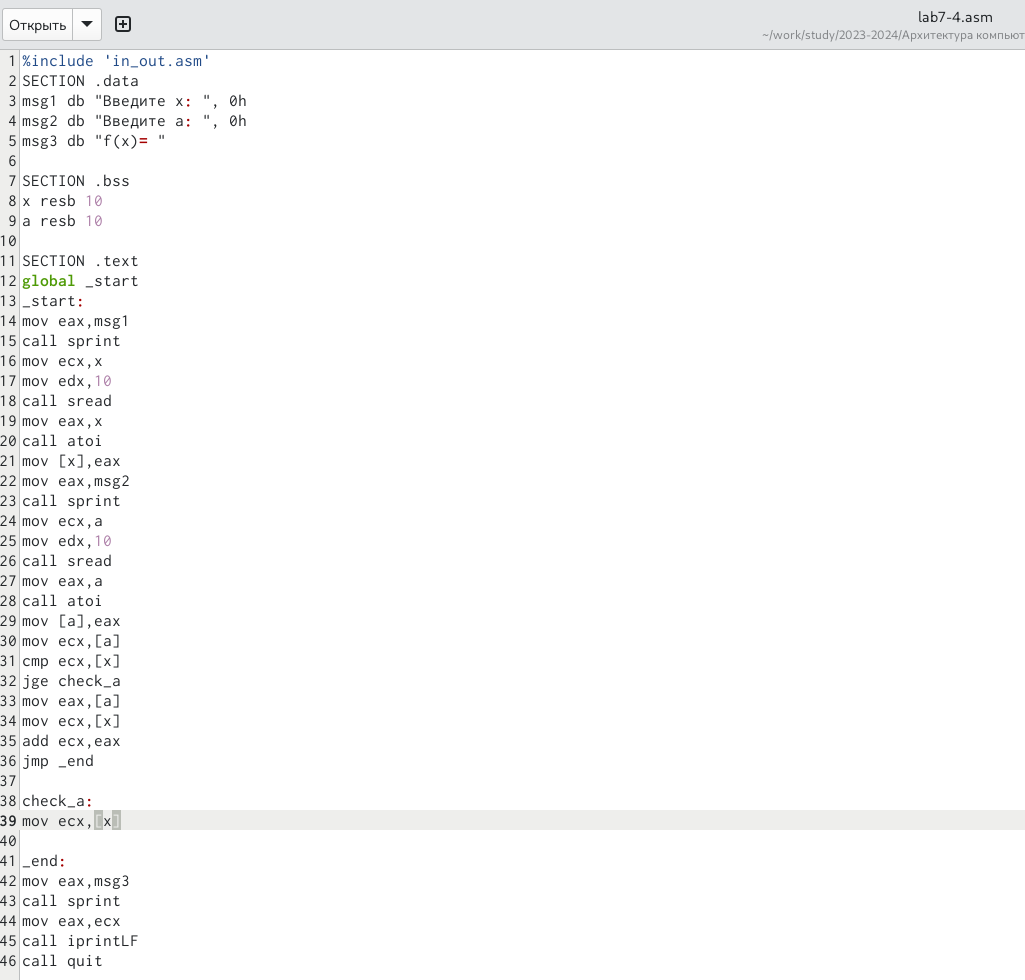 Открыть
lab7-4.asm
~/work/study/2023-2024/Архитектура компьют
1 %include 'in_out.asm'
2 SECTION .data
3 msg1 db "Введите x: ", 0h
4 msg2 db "Введите a: ", 0h
5 msg3 db "f(x)= "
6
7 SECTION .bss
8 x resb 10
9 a resb 10
10
11 SECTION .text
12 global _start
13 _start:
14 mov eax,msg1
15 call sprint
16 mov ecx,x
17 mov edx,10
18 call sread
19 mov eax,x
20 call atoi
21 mov [x],eax
22 mov eax,msg2
23 call sprint
24 mov ecx,a
25 mov edx,10
26 call sread
27 mov eax,a
28 call atoi
29 mov [a],eax
30 mov ecx,[a]
31 cmp ecx,[x]
32 jge check_a
33 mov eax,[a]
34 mov ecx,[x]
35 add ecx,eax
36 jmp _end
37
38 check_a:
39 mov ecx,[x]
40
41 _end:
42 mov eax,msg3
43 call sprint
44 mov eax,ecx
45 call iprintLF
46 call quit